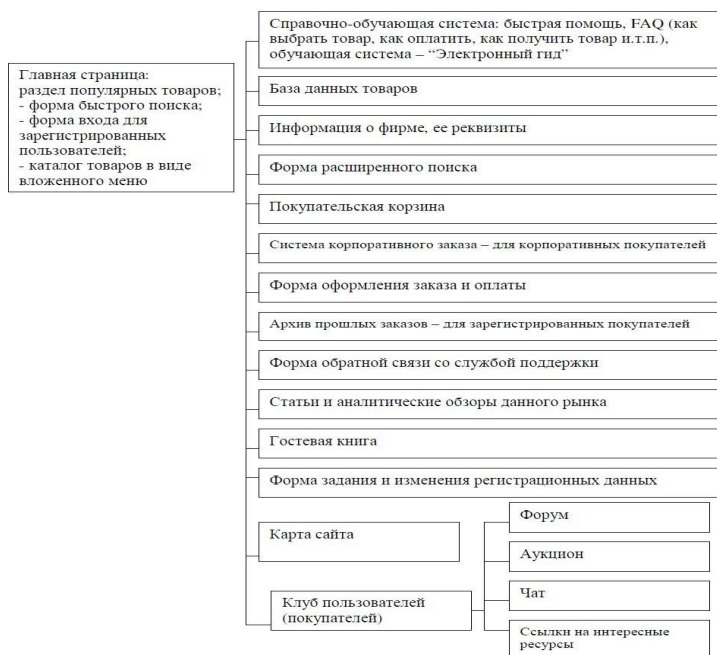 Главная страница:
раздел популярных товаров;
- форма быстрого поиска;
- форма входа для
зарегистрированных
пользователей;
- каталог товаров в виде
вложенного меню
Справочно-обучающая система: быстрая помощь, FAQ (как
выбрать товар, как оплатить, как получить товар и.т.п.),
обучающая система – “Электронный гид”
База данных товаров
Информация о фирме, ее реквизиты
Форма расширенного поиска
Покупательская корзина
Система корпоративного заказа – для корпоративных покупателей
Форма оформления заказа и оплаты
Архив прошлых заказов – для зарегистрированных покупателей
Форма обратной связи со службой поддержки
Статьи и аналитические обзоры данного рынка
Гостевая книга
Форма задания и изменения регистрационных данных
Карта сайта
Клуб пользователей
(покупателей)
Форум
Аукцион
Чат
Ссылки на интересные
ресурсы